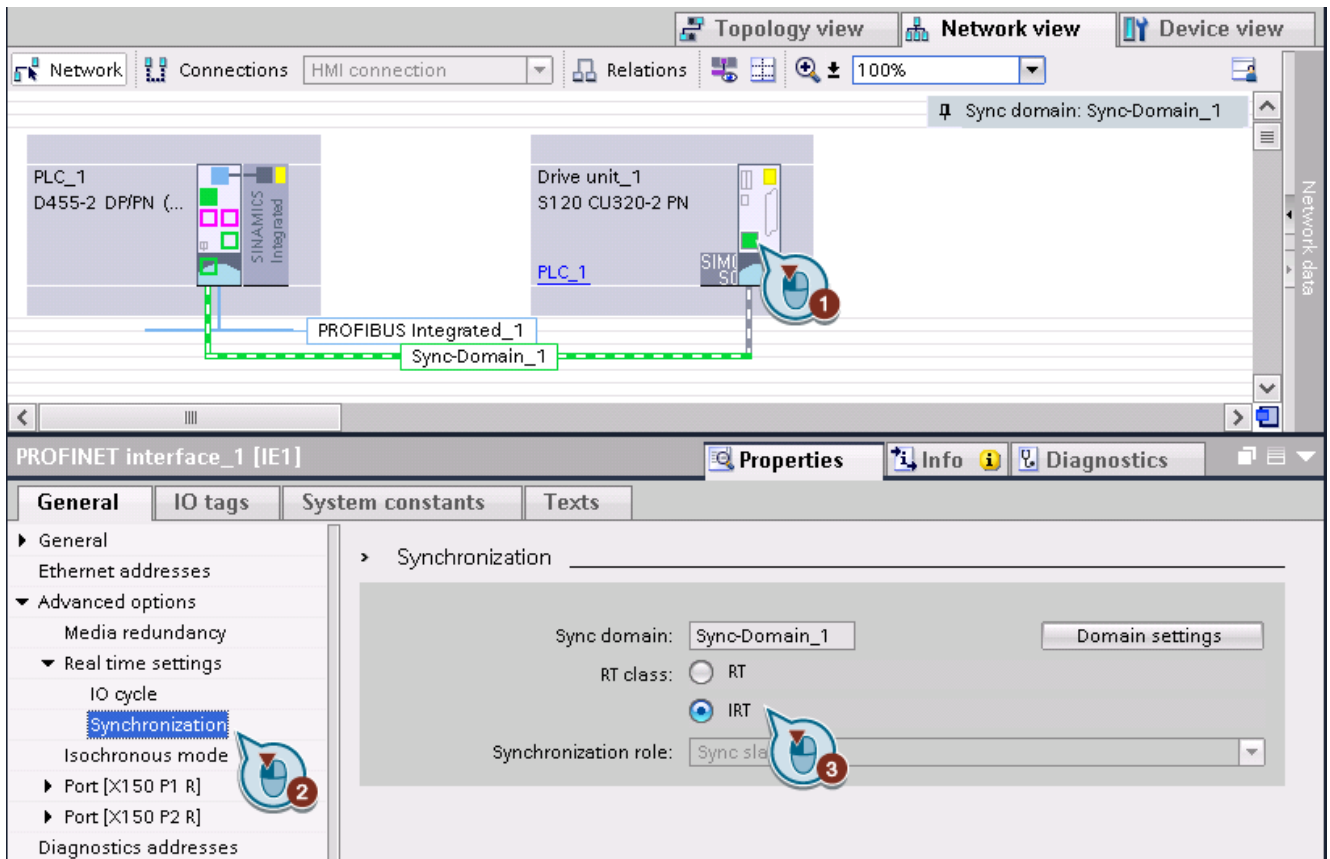 Topology view Network view Device view
Network Connections HMI connection Relations 100%
Sync domain: Sync-Domain_1
PLC_1
D455-2 DP/PN (...
SINAMICS
Integrated
Drive unit_1
S120 CU320-2 PN
PLC_1
1
PROFIBUS Integrated_1
Sync-Domain_1
Network data
PROFINET interface_1 [IE1] Properties Info Diagnostics
General IO tags System constants Texts
General
Ethernet addresses
Advanced options
Media redundancy
Real time settings
IO cycle
Synchronization
Isochronous mode
2
Port [X150 P1 R]
Port [X150 P2 R]
Diagnostics addresses
Synchronization
Sync domain: Sync-Domain_1 Domain settings
RT class: RT
IRT
Synchronization role: Sync sla
3